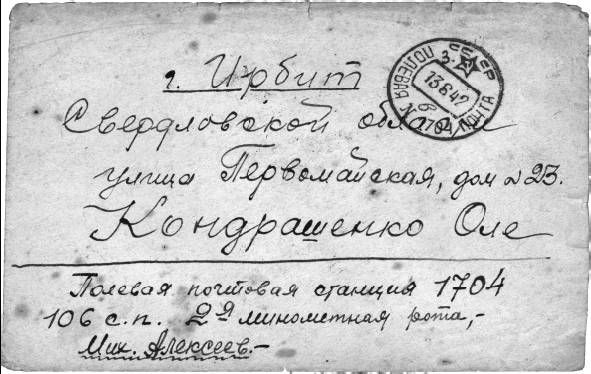 г. Ирбит
Свердловской области
улица Первомайская, дом № 23.
Кондрашенко Оле
Полевая почтовая станция 1704
106 с.п. 2я минометная рота,-
Мих. Алексеев.-
СССР
ПОЛЕВАЯ ПОЧТА
13 8 42
1704